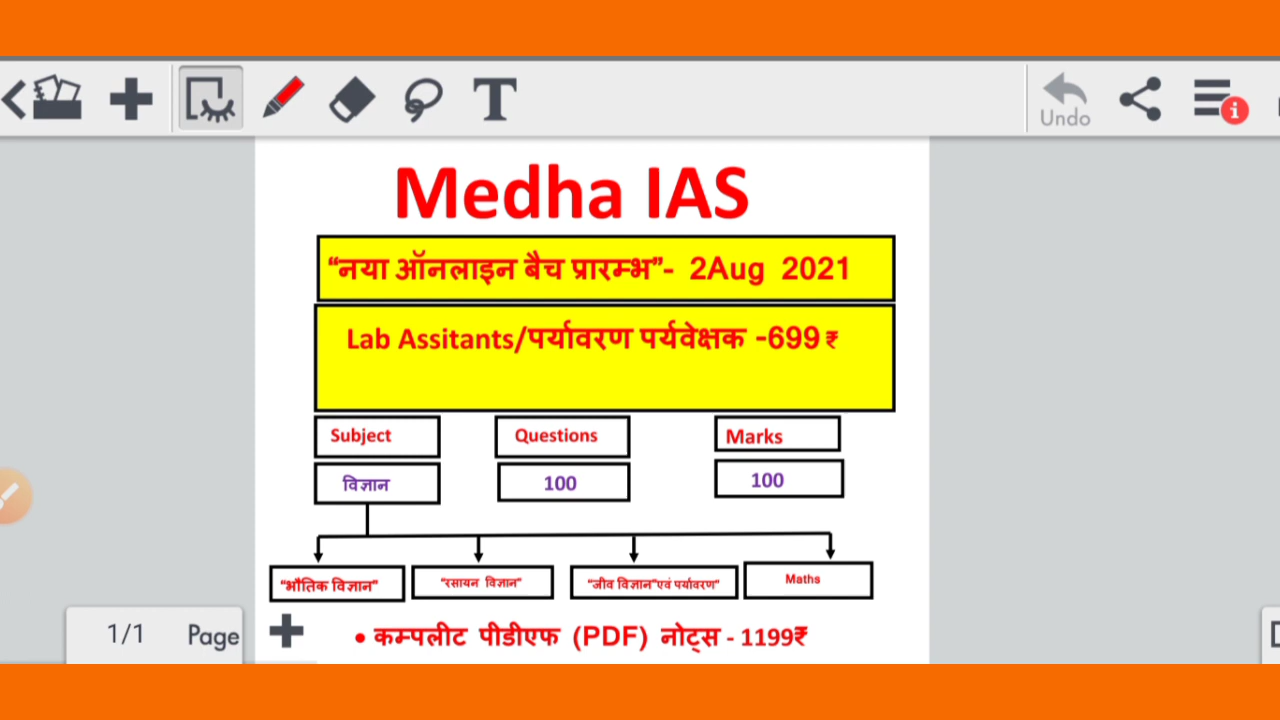 T
Undo
i
Medha IAS
“नया ऑनलाइन बैच प्रारम्भ”- 2Aug 2021
Lab Assitants/पर्यावरण पर्यवेक्षक -699 ₹
Subject Questions Marks
विज्ञान 100 100
“भौतिक विज्ञान” “रसायन विज्ञान” “जीव विज्ञान”एवं पर्यावरण” Maths
1/1 Page
• कम्पलीट पीडीएफ (PDF) नोट्स - 1199₹